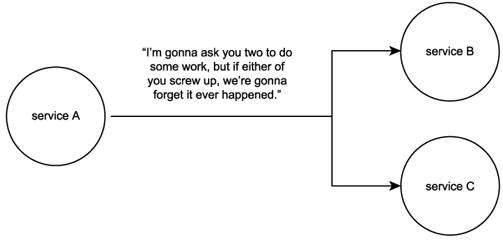 "I'm gonna ask you two to do
some work, but if either of
you screw up, we're gonna
forget it ever happened."
service A
service B
service C